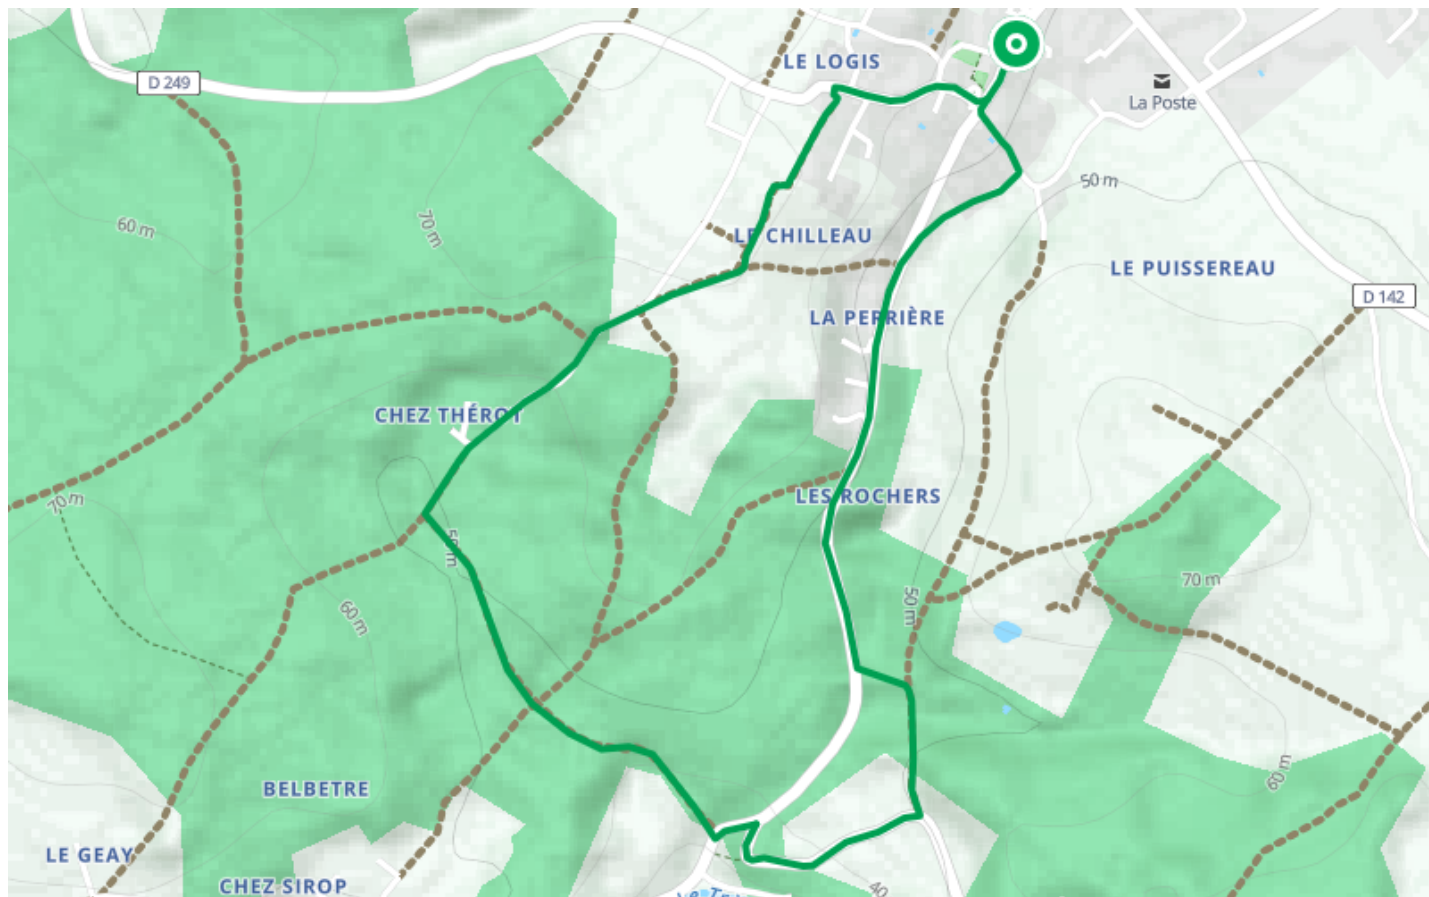 LE LOGIS
D 249
La Poste
50 m
60 m
70 m
LE CHILLEAU
LE PUISSEREAU
D 142
LA PERRIÈRE
CHEZ THÉROT
70 m
LES ROCHERS
50 m
70 m
50 m
60 m
60 m
BELBETRE
LE GEAY
CHEZ SIROP
40